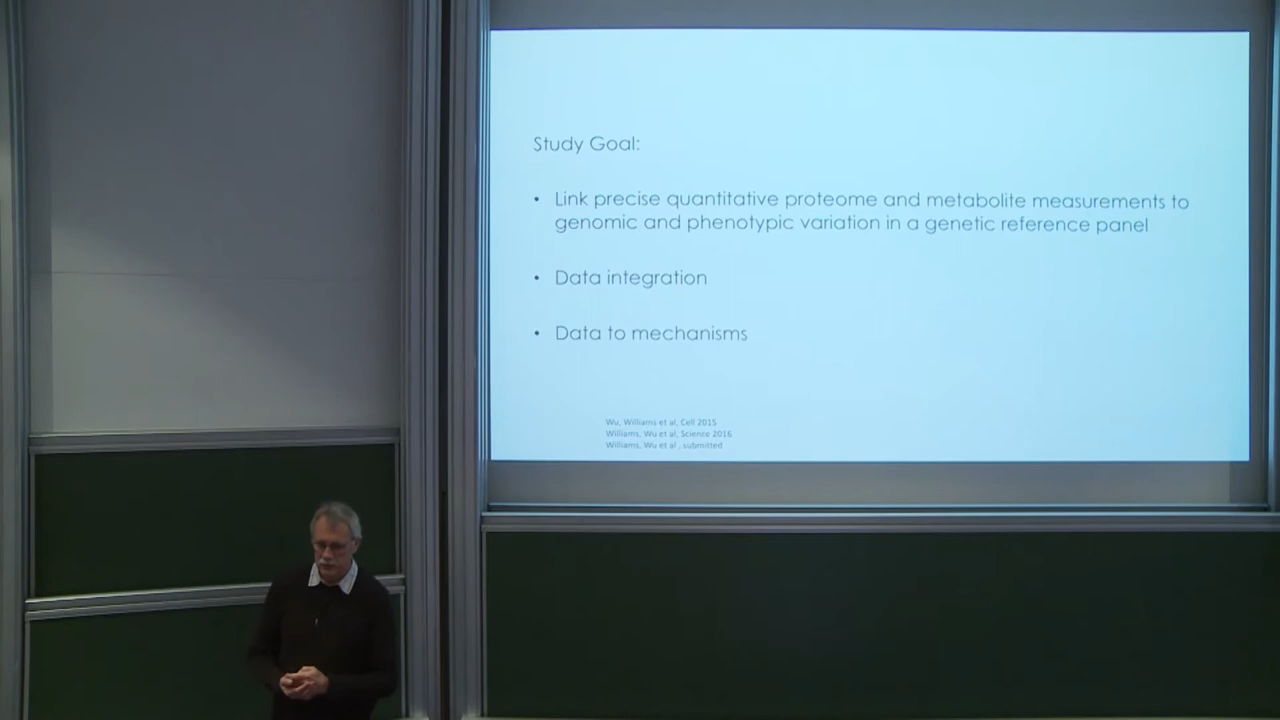 Study Goal:
• Link precise quantitative proteome and metabolite measurements to
genomic and phenotypic variation in a genetic reference panel
• Data integration
• Data to mechanisms
Wu, Williams et al, Cell 2015
Williams, Wu et al, Science 2016
Williams, Wu et al , submitted